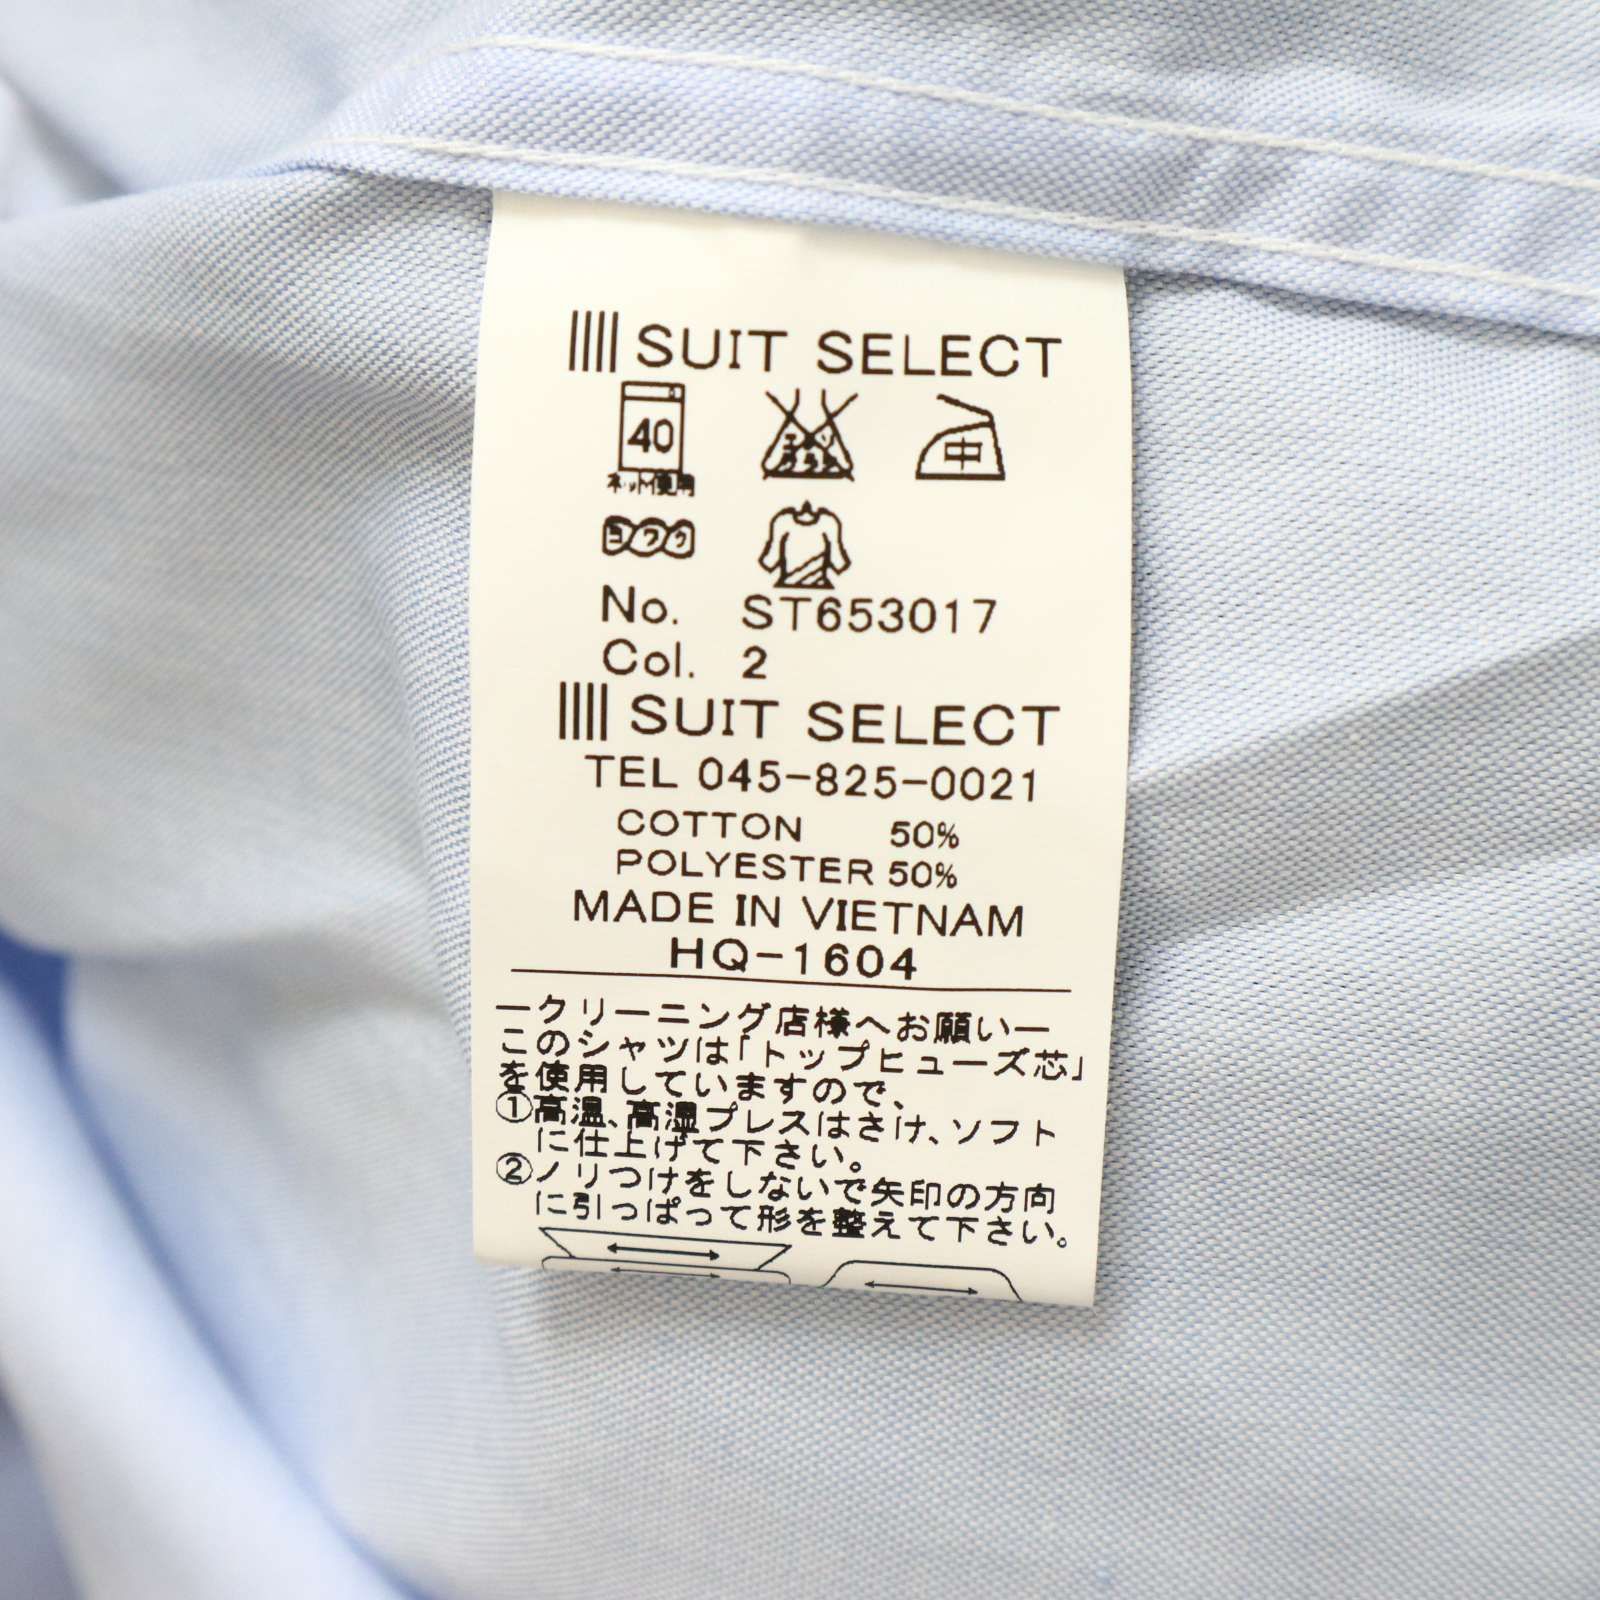 SUIT SELECT
40
中
ネット使用
ヨワク
No. ST653017
Col. 2
SUIT SELECT
TEL 045-825-0021
COTTON 50%
POLYESTER 50%
MADE IN VIETNAM
HQ-1604
ークリーニング店様へお願いー
このシャツは「トップヒューズ芯」
を使用していますので、
①高温、高湿プレスはさけ、ソフト
に仕上げて下さい。
②ノリつけをしないで矢印の方向
に引っぱって形を整えて下さい。